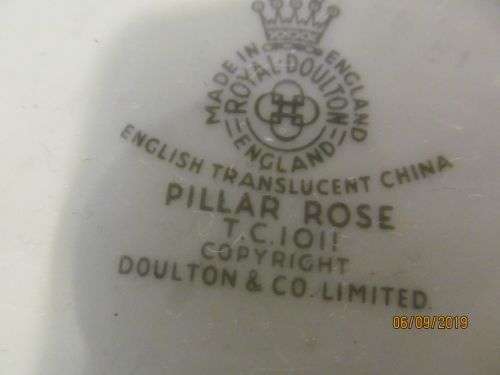 MADE IN ENGLAND
ROYAL·DOULTON
ENGLAND
ENGLISH TRANSLUCENT CHINA
PILLAR ROSE
T.C.1011
COPYRIGHT
DOULTON & CO. LIMITED.
06/09/2019